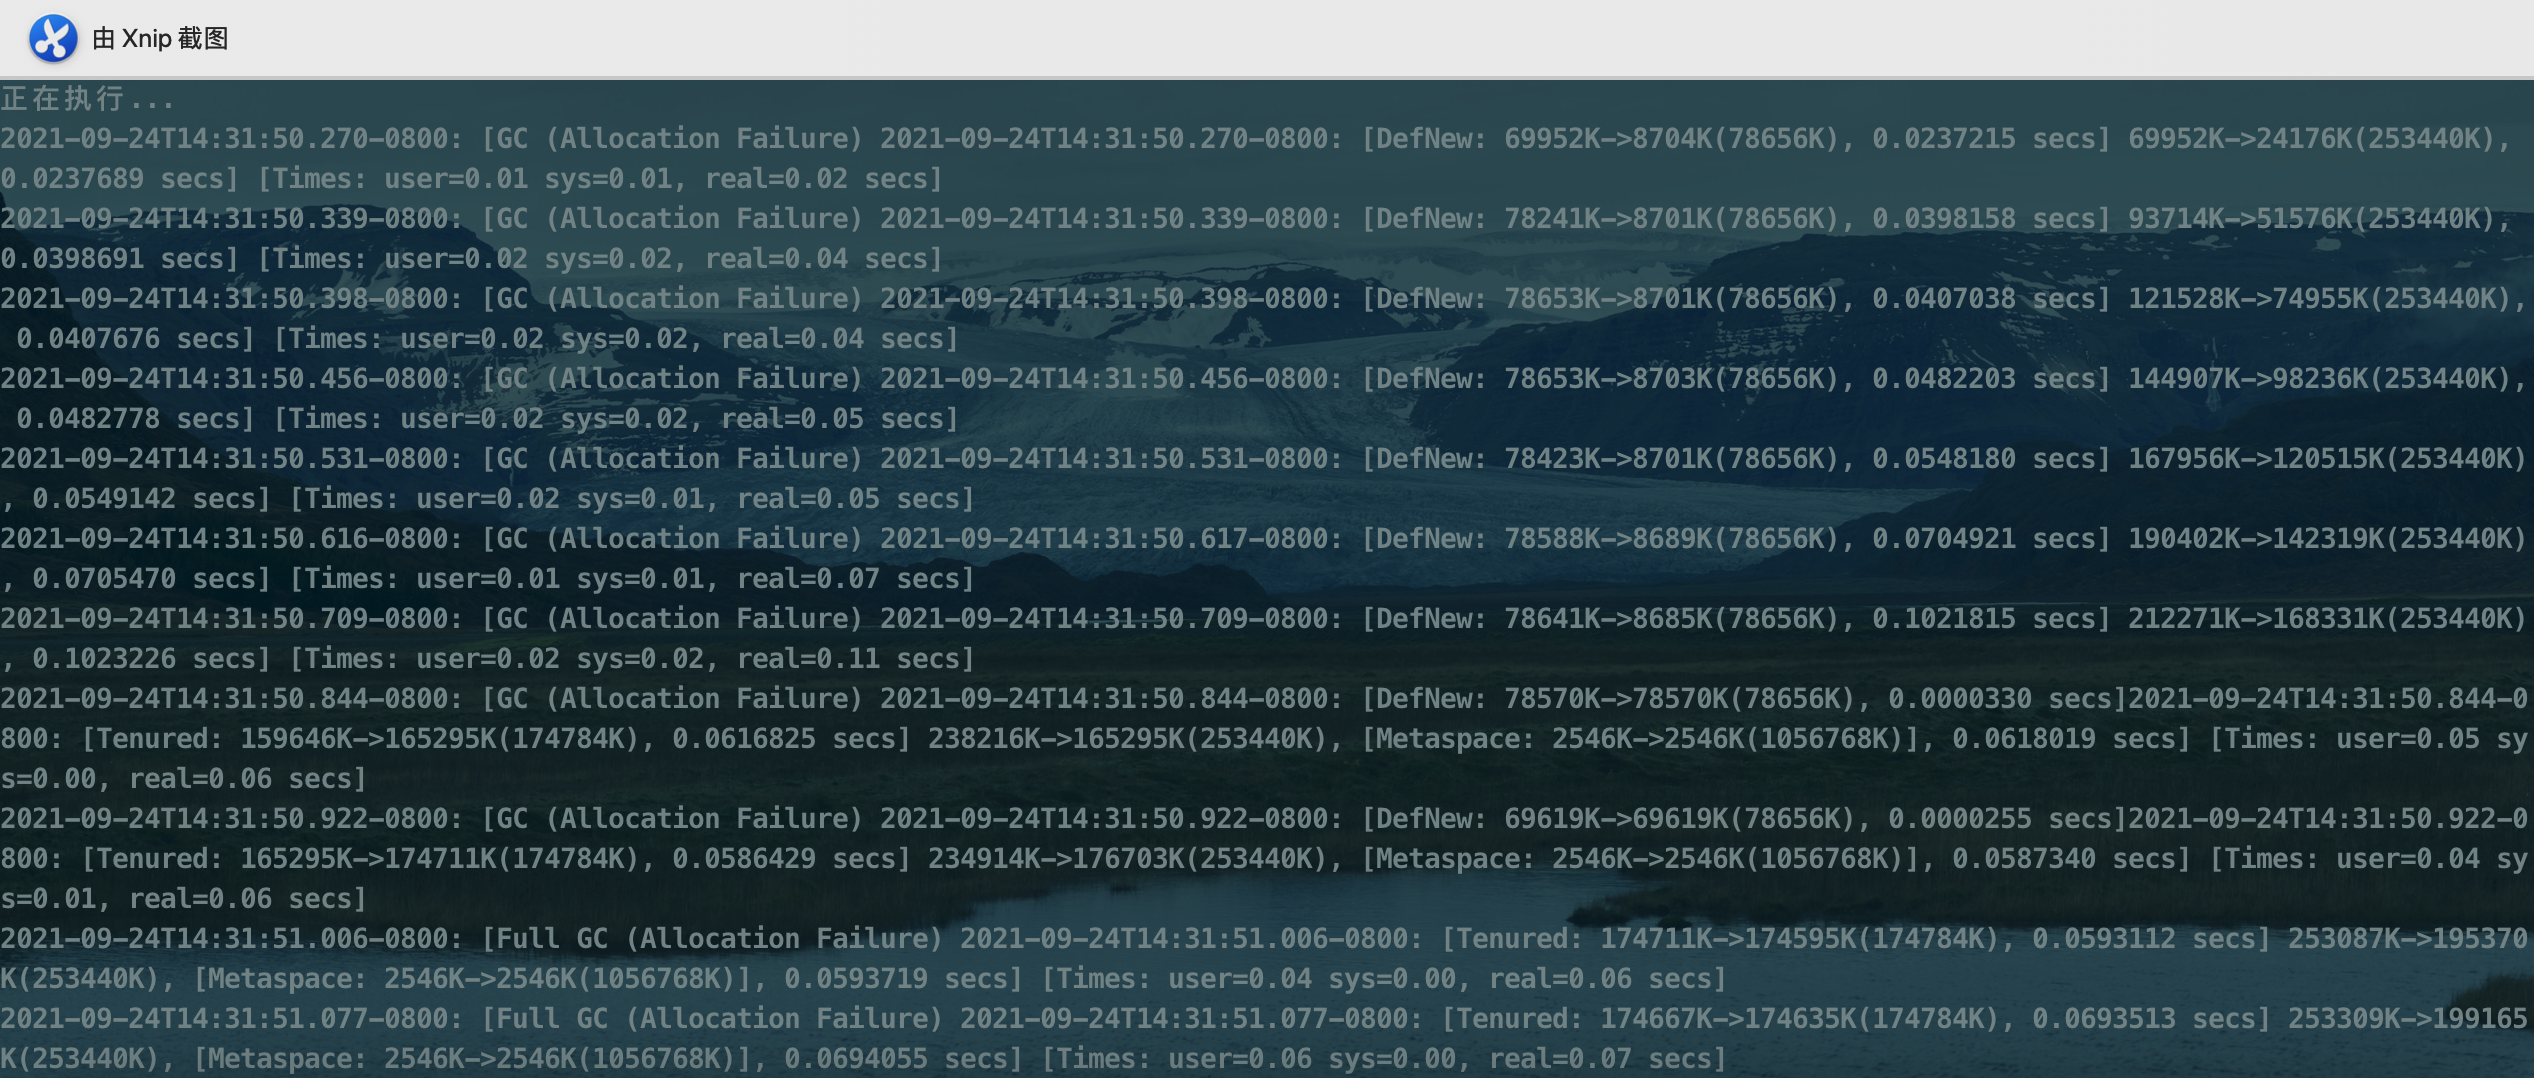 由 Xnip 截图
正在执行...
2021-09-24T14:31:50.270-0800: [GC (Allocation Failure) 2021-09-24T14:31:50.270-0800: [DefNew: 69952K->8704K(78656K), 0.0237215 secs] 69952K->24176K(253440K),
0.0237689 secs] [Times: user=0.01 sys=0.01, real=0.02 secs]
2021-09-24T14:31:50.339-0800: [GC (Allocation Failure) 2021-09-24T14:31:50.339-0800: [DefNew: 78241K->8701K(78656K), 0.0398158 secs] 93714K->51576K(253440K),
0.0398691 secs] [Times: user=0.02 sys=0.02, real=0.04 secs]
2021-09-24T14:31:50.398-0800: [GC (Allocation Failure) 2021-09-24T14:31:50.398-0800: [DefNew: 78653K->8701K(78656K), 0.0407038 secs] 121528K->74955K(253440K),
 0.0407676 secs] [Times: user=0.02 sys=0.02, real=0.04 secs]
2021-09-24T14:31:50.456-0800: [GC (Allocation Failure) 2021-09-24T14:31:50.456-0800: [DefNew: 78653K->8703K(78656K), 0.0482203 secs] 144907K->98236K(253440K),
 0.0482778 secs] [Times: user=0.02 sys=0.02, real=0.05 secs]
2021-09-24T14:31:50.531-0800: [GC (Allocation Failure) 2021-09-24T14:31:50.531-0800: [DefNew: 78423K->8701K(78656K), 0.0548180 secs] 167956K->120515K(253440K)
, 0.0549142 secs] [Times: user=0.02 sys=0.01, real=0.05 secs]
2021-09-24T14:31:50.616-0800: [GC (Allocation Failure) 2021-09-24T14:31:50.617-0800: [DefNew: 78588K->8689K(78656K), 0.0704921 secs] 190402K->142319K(253440K)
, 0.0705470 secs] [Times: user=0.01 sys=0.01, real=0.07 secs]
2021-09-24T14:31:50.709-0800: [GC (Allocation Failure) 2021-09-24T14:31:50.709-0800: [DefNew: 78641K->8685K(78656K), 0.1021815 secs] 212271K->168331K(253440K)
, 0.1023226 secs] [Times: user=0.02 sys=0.02, real=0.11 secs]
2021-09-24T14:31:50.844-0800: [GC (Allocation Failure) 2021-09-24T14:31:50.844-0800: [DefNew: 78570K->78570K(78656K), 0.0000330 secs]2021-09-24T14:31:50.844-0
800: [Tenured: 159646K->165295K(174784K), 0.0616825 secs] 238216K->165295K(253440K), [Metaspace: 2546K->2546K(1056768K)], 0.0618019 secs] [Times: user=0.05 sy
s=0.00, real=0.06 secs]
2021-09-24T14:31:50.922-0800: [GC (Allocation Failure) 2021-09-24T14:31:50.922-0800: [DefNew: 69619K->69619K(78656K), 0.0000255 secs]2021-09-24T14:31:50.922-0
800: [Tenured: 165295K->174711K(174784K), 0.0586429 secs] 234914K->176703K(253440K), [Metaspace: 2546K->2546K(1056768K)], 0.0587340 secs] [Times: user=0.04 sy
s=0.01, real=0.06 secs]
2021-09-24T14:31:51.006-0800: [Full GC (Allocation Failure) 2021-09-24T14:31:51.006-0800: [Tenured: 174711K->174595K(174784K), 0.0593112 secs] 253087K->195370
K(253440K), [Metaspace: 2546K->2546K(1056768K)], 0.0593719 secs] [Times: user=0.04 sys=0.00, real=0.06 secs]
2021-09-24T14:31:51.077-0800: [Full GC (Allocation Failure) 2021-09-24T14:31:51.077-0800: [Tenured: 174667K->174635K(174784K), 0.0693513 secs] 253309K->199165
K(253440K), [Metaspace: 2546K->2546K(1056768K)], 0.0694055 secs] [Times: user=0.06 sys=0.00, real=0.07 secs]